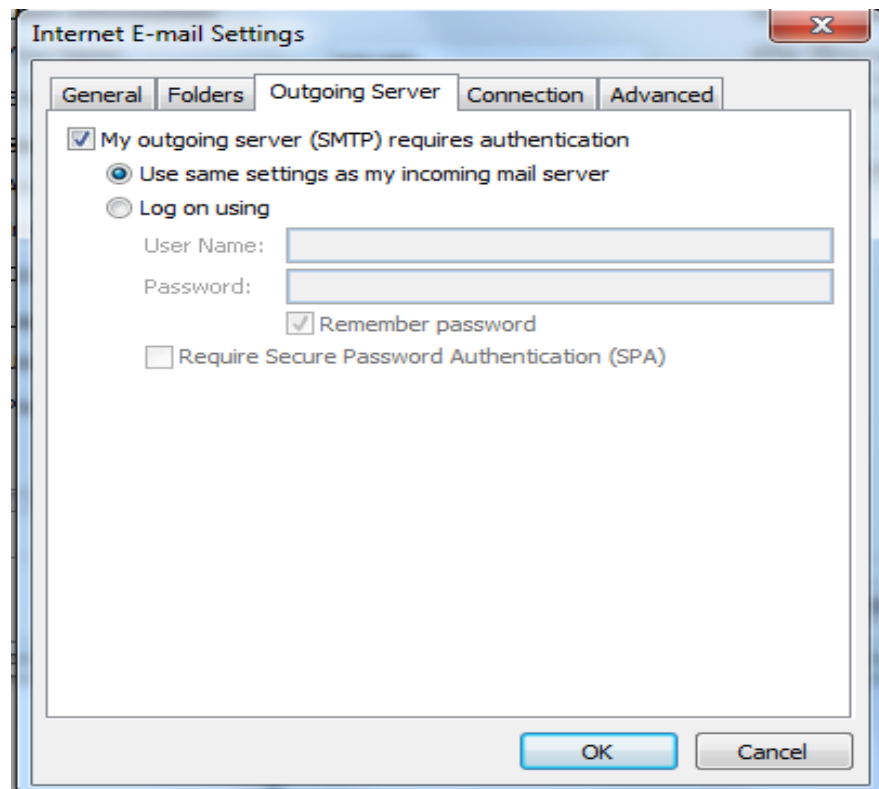 Internet E-mail Settings
General Folders Outgoing Server Connection Advanced
My outgoing server (SMTP) requires authentication
Use same settings as my incoming mail server
Log on using
User Name:
Password:
Remember password
Require Secure Password Authentication (SPA)
OK Cancel